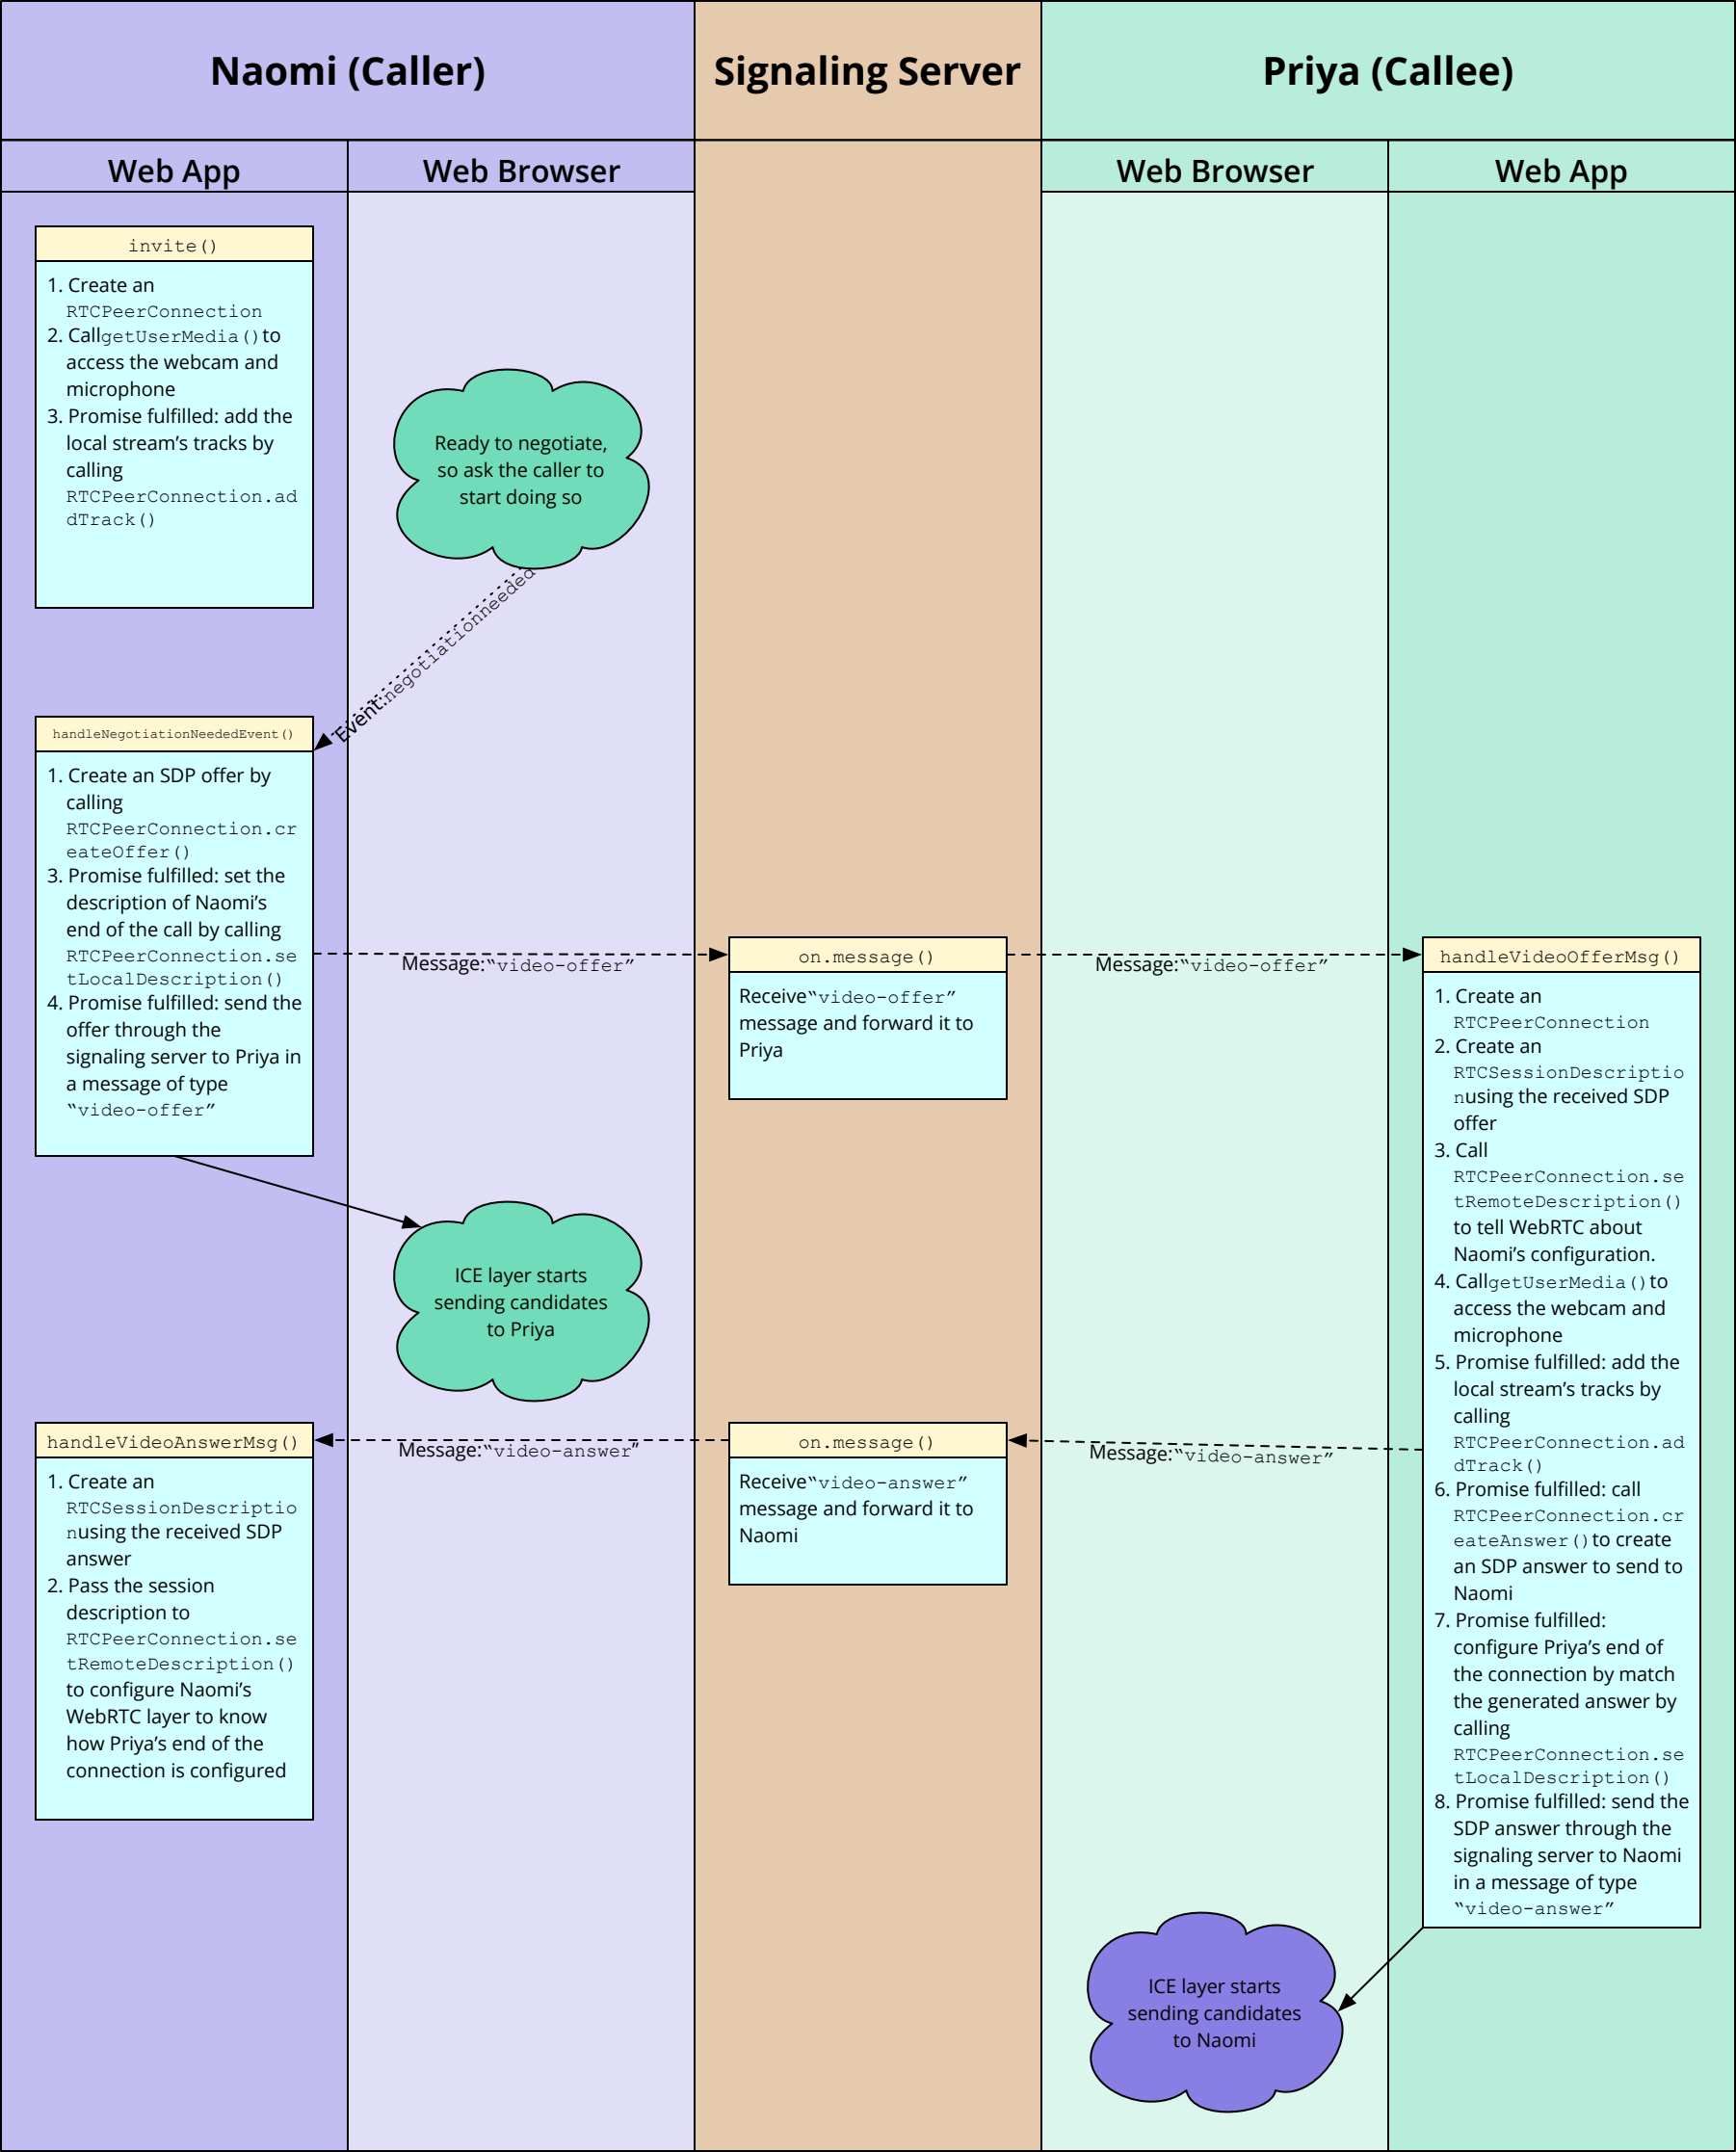 Naomi (Caller)
Signaling Server
Priya (Callee)
Web App
Web Browser
Web Browser
Web App
invite()
1. Create an
RTCPeerConnection
2. CallgetUserMedia()to
access the webcam and
microphone
3. Promise fulfilled: add the
local stream’s tracks by
calling
RTCPeerConnection.ad
dTrack()
Ready to negotiate,
so ask the caller to
start doing so
Event:negotiationneeded
handleNegotiationNeededEvent()
1. Create an SDP offer by
calling
RTCPeerConnection.cr
eateOffer()
3. Promise fulfilled: set the
description of Naomi’s
end of the call by calling
RTCPeerConnection.se
tLocalDescription()
4. Promise fulfilled: send the
offer through the
signaling server to Priya in
a message of type
“video-offer”
Message:“video-offer”
on.message()
Receive“video-offer”
message and forward it to
Priya
Message:“video-offer”
handleVideoOfferMsg()
1. Create an
RTCPeerConnection
2. Create an
RTCSessionDescriptio
nusing the received SDP
offer
3. Call
RTCPeerConnection.se
tRemoteDescription()
to tell WebRTC about
Naomi’s configuration.
4. CallgetUserMedia()to
access the webcam and
microphone
5. Promise fulfilled: add the
local stream’s tracks by
calling
RTCPeerConnection.ad
dTrack()
6. Promise fulfilled: call
RTCPeerConnection.cr
eateAnswer()to create
an SDP answer to send to
Naomi
7. Promise fulfilled:
configure Priya’s end of
the connection by match
the generated answer by
calling
RTCPeerConnection.se
tLocalDescription()
8. Promise fulfilled: send the
SDP answer through the
signaling server to Naomi
in a message of type
“video-answer”
ICE layer starts
sending candidates
to Priya
Message:“video-answer”
on.message()
Receive“video-answer”
message and forward it to
Naomi
Message:“video-answer”
handleVideoAnswerMsg()
1. Create an
RTCSessionDescriptio
nusing the received SDP
answer
2. Pass the session
description to
RTCPeerConnection.se
tRemoteDescription()
to configure Naomi’s
WebRTC layer to know
how Priya’s end of the
connection is configured
ICE layer starts
sending candidates
to Naomi